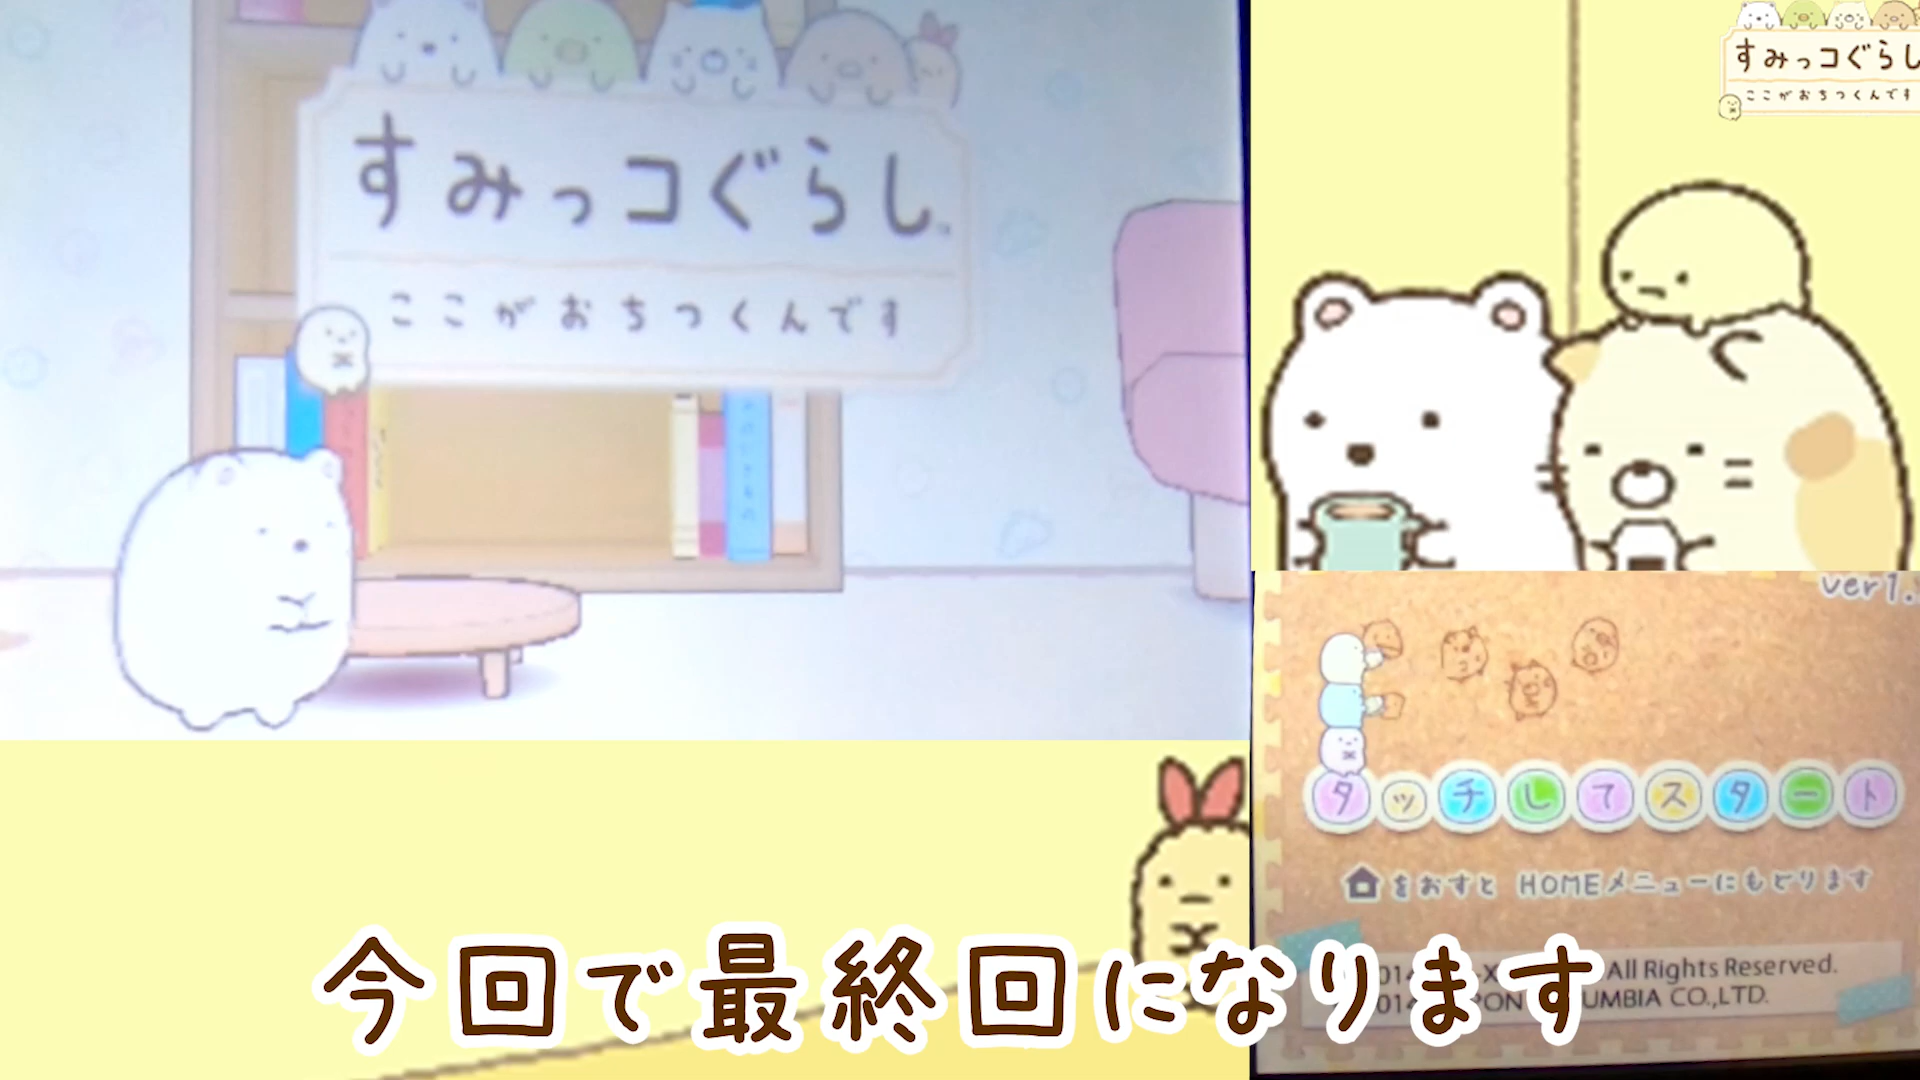 すみっコぐらし
ここがおちつくんです
すみっコぐらし
ここがおちつくんです
ver1.
タッチしてスタート
をおすと HOMEメニューにもどります
All Rights Reserved.
UMBIA CO.,LTD.
今回で最終回になります